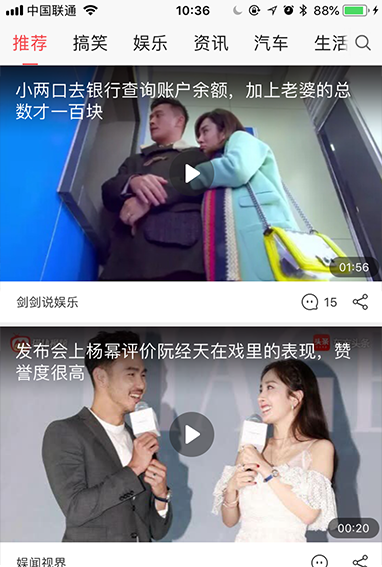 中国联通 10:36 88%
推荐 搞笑 娱乐 资讯 汽车 生活
小两口去银行查询账户余额，加上老婆的总
数才一百块
01:56
剑剑说娱乐 15
发布会上杨幂评价阮经天在戏里的表现，赞
誉度很高
00:20
娱闻视界